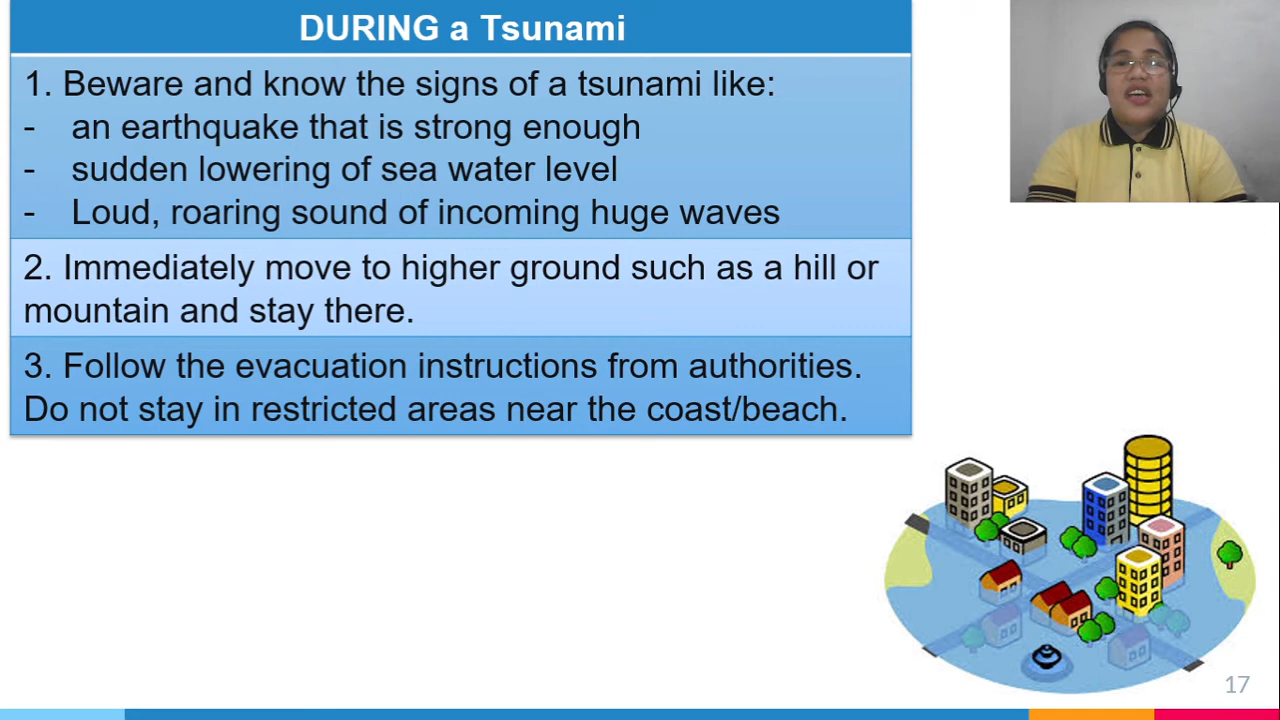 DURING a Tsunami
1. Beware and know the signs of a tsunami like:
- an earthquake that is strong enough
- sudden lowering of sea water level
- Loud, roaring sound of incoming huge waves
2. Immediately move to higher ground such as a hill or
mountain and stay there.
3. Follow the evacuation instructions from authorities.
Do not stay in restricted areas near the coast/beach.
17